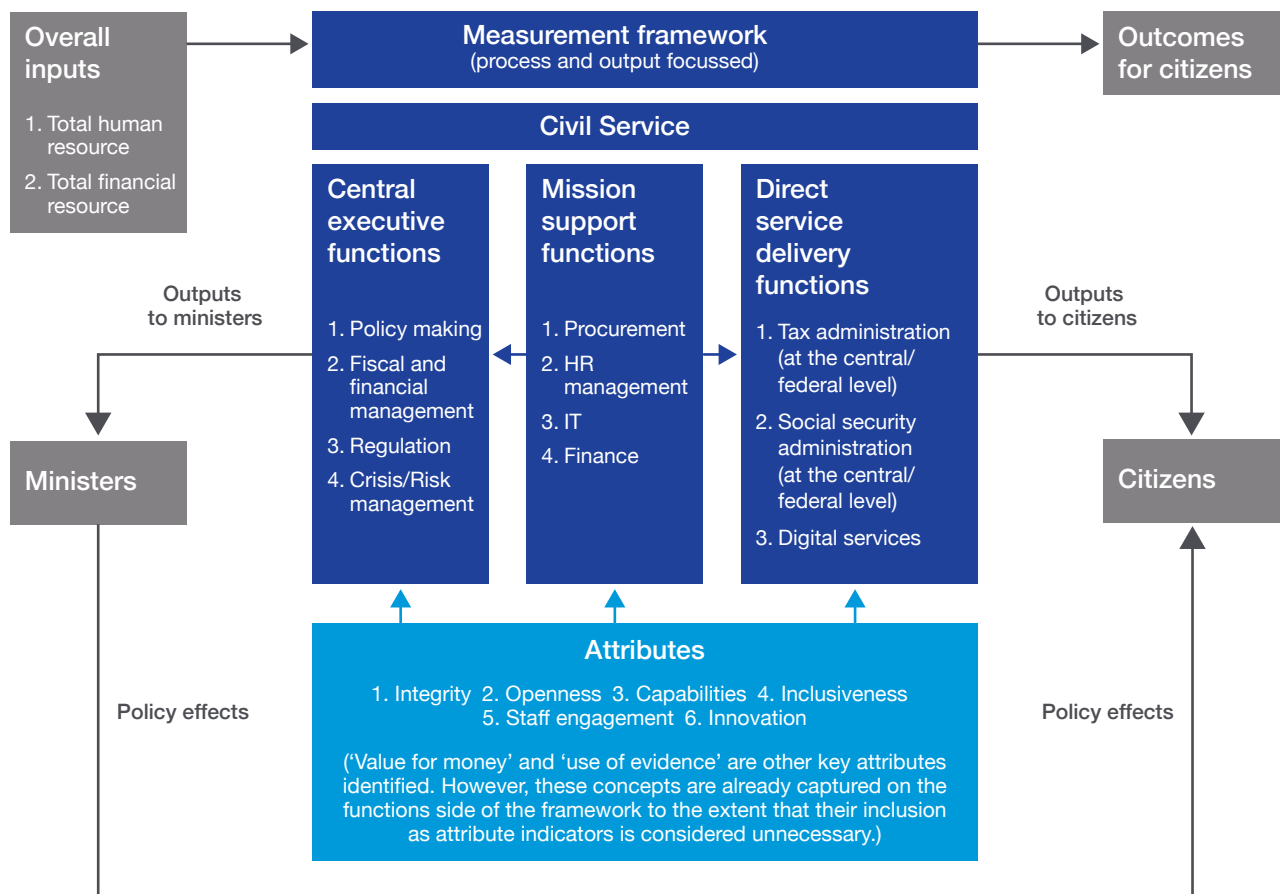 Overall
inputs
1. Total human
resource
2. Total financial
resource
Measurement framework
(process and output focussed)
Outcomes
for citizens
Civil Service
Central
executive
functions
1. Policy making
2. Fiscal and
financial
management
3. Regulation
4. Crisis/Risk
management
Mission
support
functions
1. Procurement
2. HR
management
3. IT
4. Finance
Direct
service
delivery
functions
1. Tax administration
(at the central/
federal level)
2. Social security
administration
(at the central/
federal level)
3. Digital services
Outputs
to ministers
Outputs
to citizens
Ministers
Citizens
Attributes
1. Integrity 2. Openness 3. Capabilities 4. Inclusiveness
5. Staff engagement 6. Innovation
(‘Value for money’ and ‘use of evidence’ are other key attributes
identified. However, these concepts are already captured on the
functions side of the framework to the extent that their inclusion
as attribute indicators is considered unnecessary.)
Policy effects
Policy effects